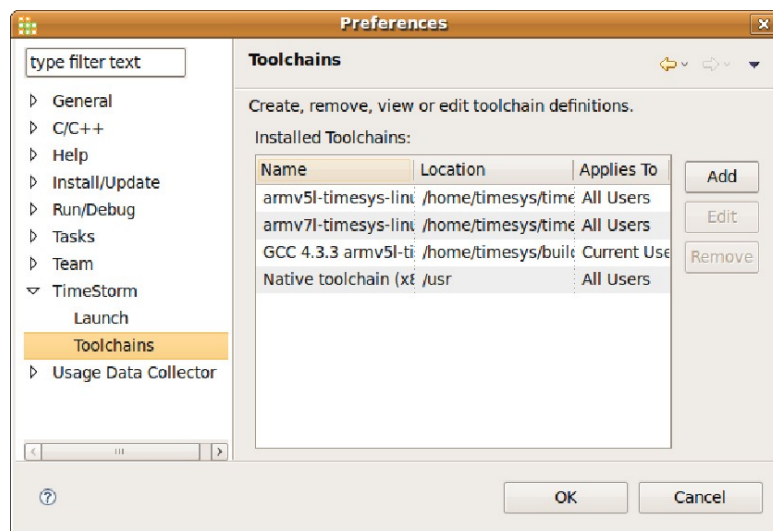 Preferences
type filter text
General
C/C++
Help
Install/Update
Run/Debug
Tasks
Team
TimeStorm
Launch
Toolchains
Usage Data Collector
Toolchains
Create, remove, view or edit toolchain definitions.
Installed Toolchains:
Name Location Applies To
armv5l-timesys-linu /home/timesys/time All Users
armv7l-timesys-linu /home/timesys/time All Users
GCC 4.3.3 armv5l-ti /home/timesys/build Current Use
Native toolchain (x8 /usr All Users
Add
Edit
Remove
OK
Cancel